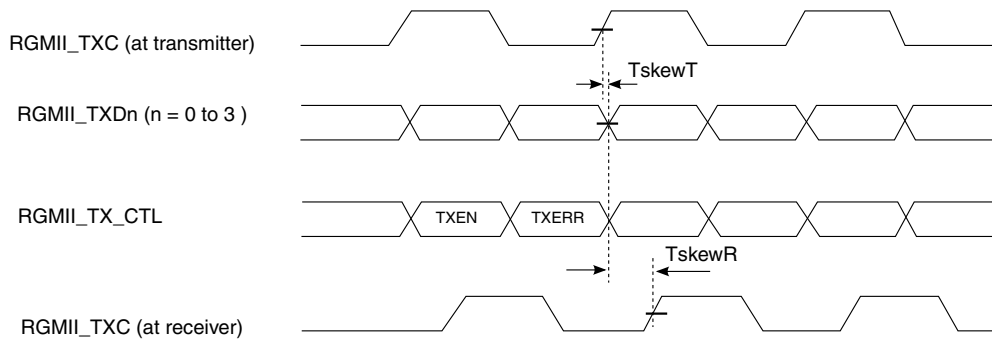 RGMII_TXC (at transmitter)
TskewT
RGMII_TXDn (n = 0 to 3 )
RGMII_TX_CTL
TXEN
TXERR
TskewR
RGMII_TXC (at receiver)